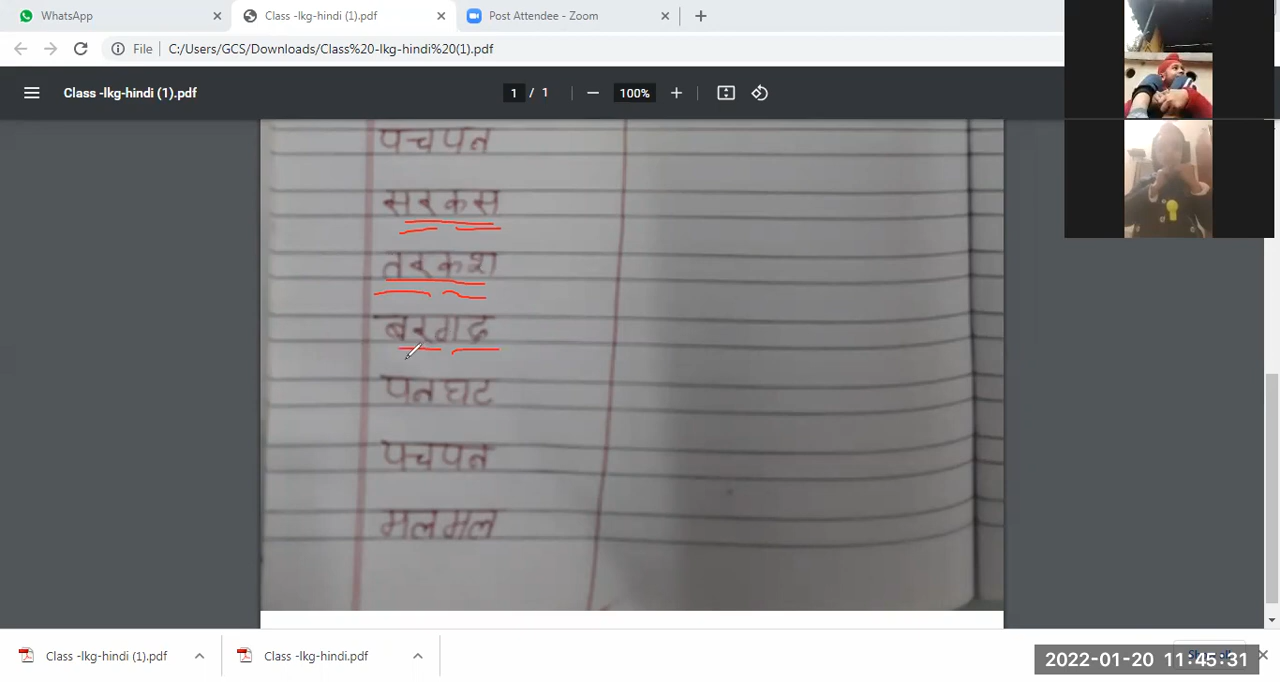 WhatsApp
Class -lkg-hindi (1).pdf
Post Attendee - Zoom
File
C:/Users/GCS/Downloads/Class%20-lkg-hindi%20(1).pdf
Class -lkg-hindi (1).pdf
1 / 1
100%
पचपन
सरकस
तरकश
बरगद
पनघट
पचपन
मलमल
Class -lkg-hindi (1).pdf
Class -lkg-hindi.pdf
2022-01-20 11:45:31